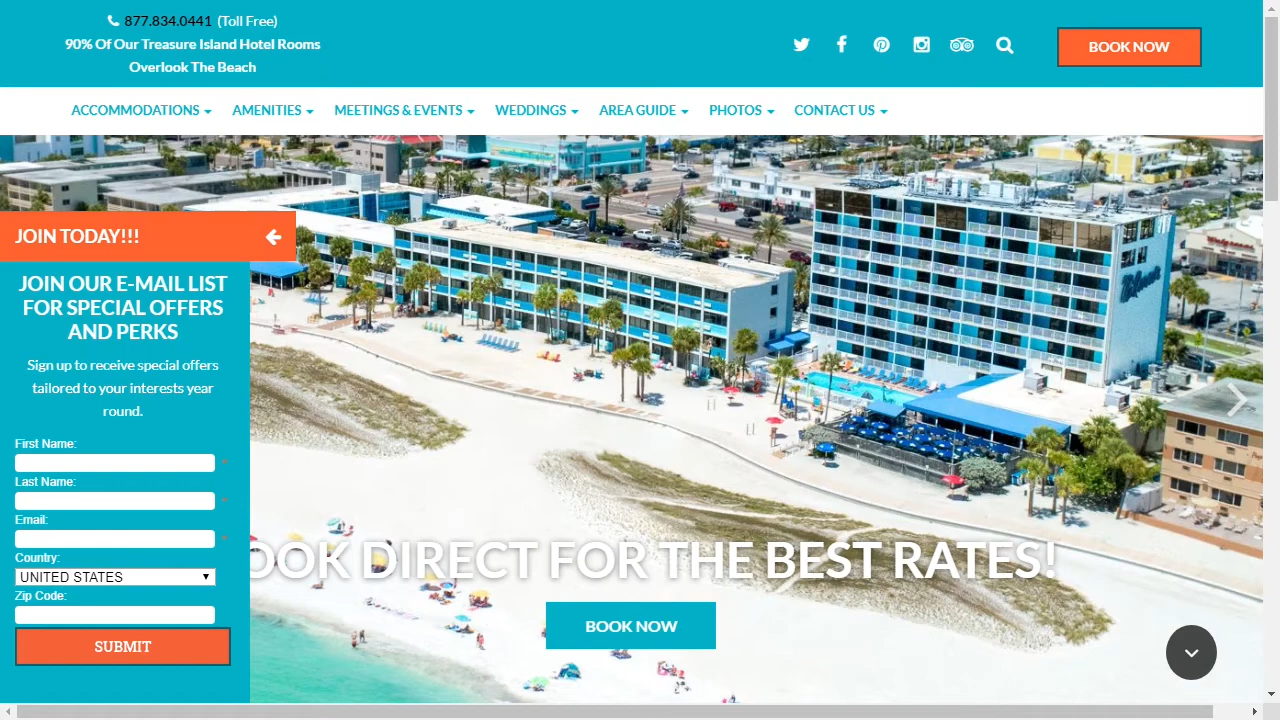 877.834.0441 (Toll Free)
90% Of Our Treasure Island Hotel Rooms
Overlook The Beach
BOOK NOW
ACCOMMODATIONS
AMENITIES
MEETINGS & EVENTS
WEDDINGS
AREA GUIDE
PHOTOS
CONTACT US
JOIN TODAY!!!
JOIN OUR E-MAIL LIST
FOR SPECIAL OFFERS
AND PERKS
Sign up to receive special offers
tailored to your interests year
round.
First Name:
*
Last Name:
*
Email:
*
Country:
UNITED STATES
Zip Code:
SUBMIT
OOK DIRECT FOR THE BEST RATES!
BOOK NOW